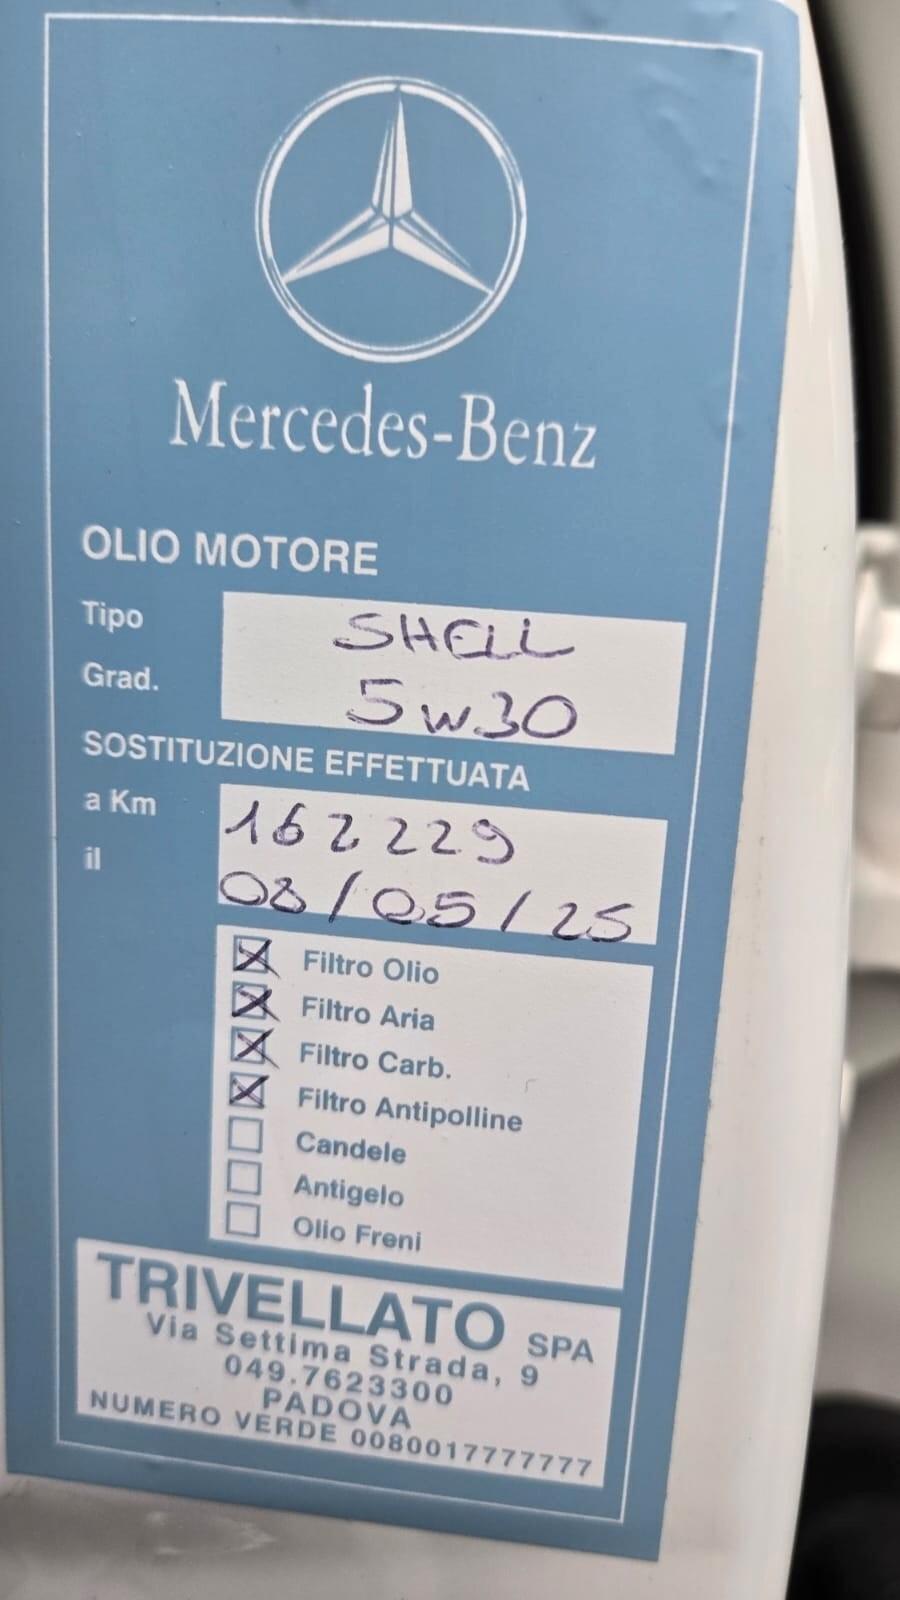 Mercedes-Benz
OLIO MOTORE
Tipo SHELL
Grad. 5W30
SOSTITUZIONE EFFETTUATA
a Km 162229
il 08/05/25
Filtro Olio
Filtro Aria
Filtro Carb.
Filtro Antipolline
Candele
Antigelo
Olio Freni
TRIVELLATO SPA
Via Settima Strada, 9
049.7623300
PADOVA
NUMERO VERDE 0080017777777